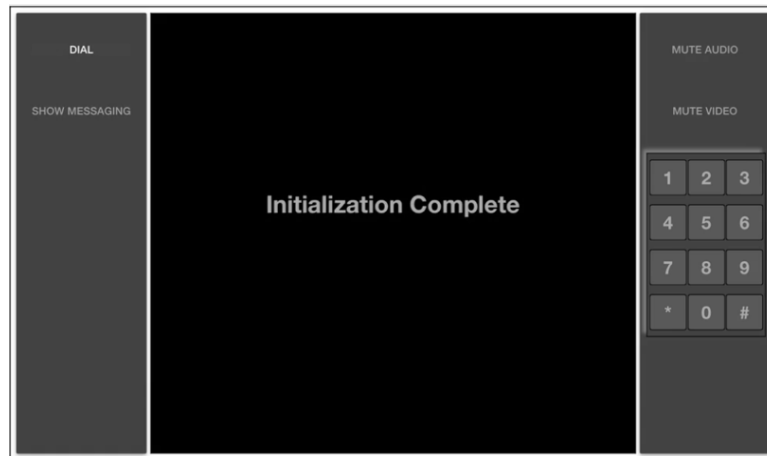 DIAL
SHOW MESSAGING
Initialization Complete
MUTE AUDIO
MUTE VIDEO
1 2 3
4 5 6
7 8 9
* 0 #